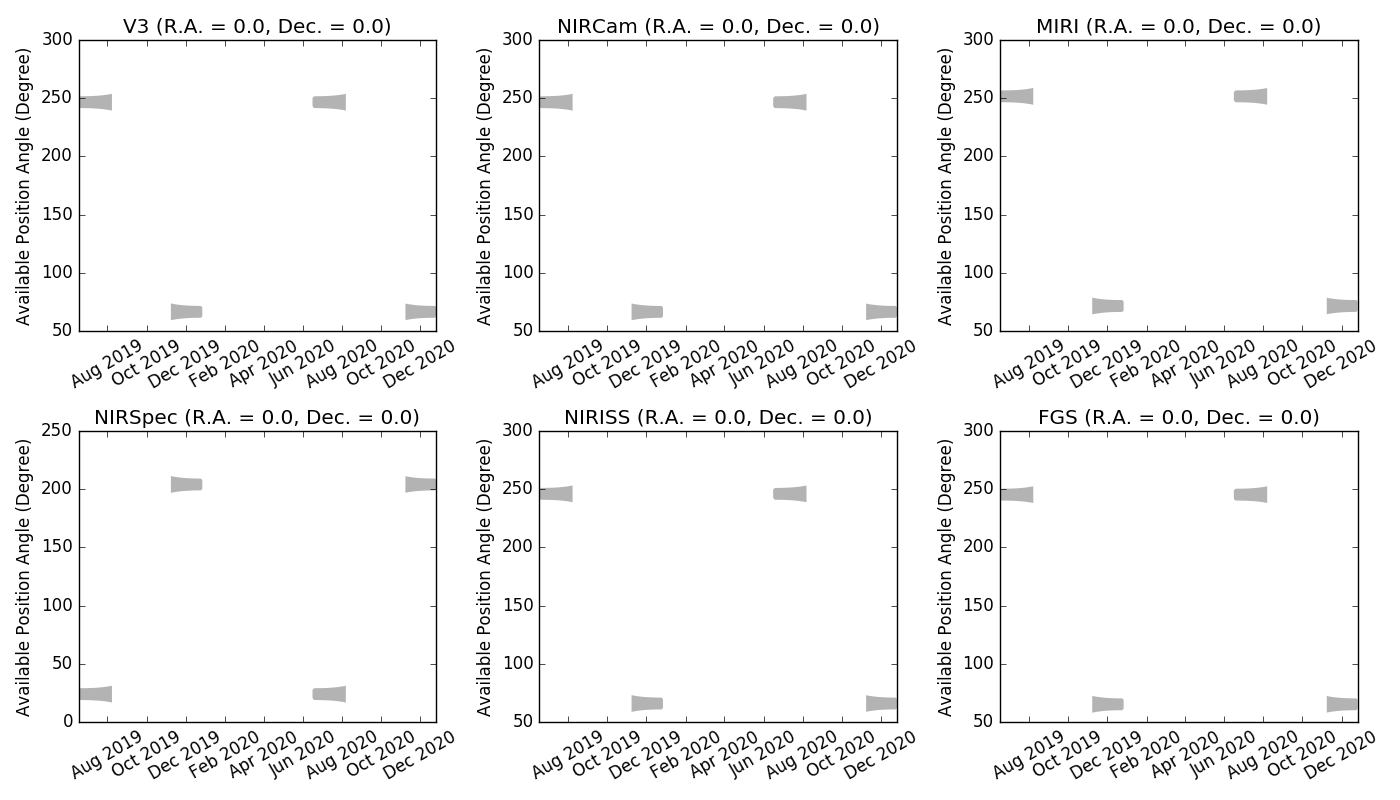 V3 (R.A. = 0.0, Dec. = 0.0)
Available Position Angle (Degree)
300
250
200
150
100
50
Aug 2019
Oct 2019
Dec 2019
Feb 2020
Apr 2020
Jun 2020
Aug 2020
Oct 2020
Dec 2020
NIRCam (R.A. = 0.0, Dec. = 0.0)
Available Position Angle (Degree)
300
250
200
150
100
50
Aug 2019
Oct 2019
Dec 2019
Feb 2020
Apr 2020
Jun 2020
Aug 2020
Oct 2020
Dec 2020
MIRI (R.A. = 0.0, Dec. = 0.0)
Available Position Angle (Degree)
300
250
200
150
100
50
Aug 2019
Oct 2019
Dec 2019
Feb 2020
Apr 2020
Jun 2020
Aug 2020
Oct 2020
Dec 2020
NIRSpec (R.A. = 0.0, Dec. = 0.0)
Available Position Angle (Degree)
250
200
150
100
50
0
Aug 2019
Oct 2019
Dec 2019
Feb 2020
Apr 2020
Jun 2020
Aug 2020
Oct 2020
Dec 2020
NIRISS (R.A. = 0.0, Dec. = 0.0)
Available Position Angle (Degree)
300
250
200
150
100
50
Aug 2019
Oct 2019
Dec 2019
Feb 2020
Apr 2020
Jun 2020
Aug 2020
Oct 2020
Dec 2020
FGS (R.A. = 0.0, Dec. = 0.0)
Available Position Angle (Degree)
300
250
200
150
100
50
Aug 2019
Oct 2019
Dec 2019
Feb 2020
Apr 2020
Jun 2020
Aug 2020
Oct 2020
Dec 2020